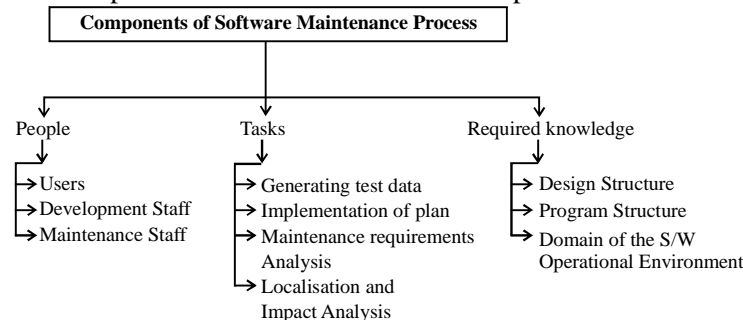 Components of Software Maintenance Process
People
Users
Development Staff
Maintenance Staff
Tasks
Generating test data
Implementation of plan
Maintenance requirements
Analysis
Localisation and
Impact Analysis
Required knowledge
Design Structure
Program Structure
Domain of the S/W
Operational Environment